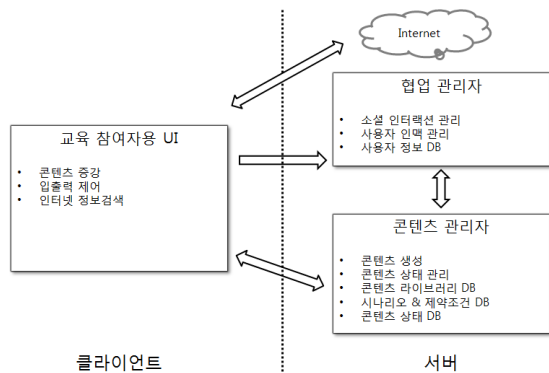 Internet
협업 관리자
• 소셜 인터랙션 관리
• 사용자 인맥 관리
• 사용자 정보 DB
교육 참여자용 UI
• 콘텐츠 증강
• 입출력 제어
• 인터넷 정보검색
콘텐츠 관리자
• 콘텐츠 생성
• 콘텐츠 상태 관리
• 콘텐츠 라이브러리 DB
• 시나리오 & 제약조건 DB
• 콘텐츠 상태 DB
클라이언트
서버